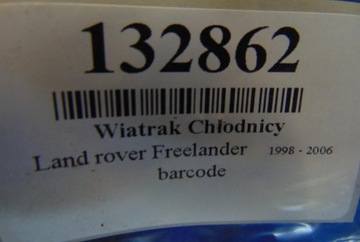 132862
Wiatrak Chłodnicy
Land rover Freelander 1998 - 2006
barcode